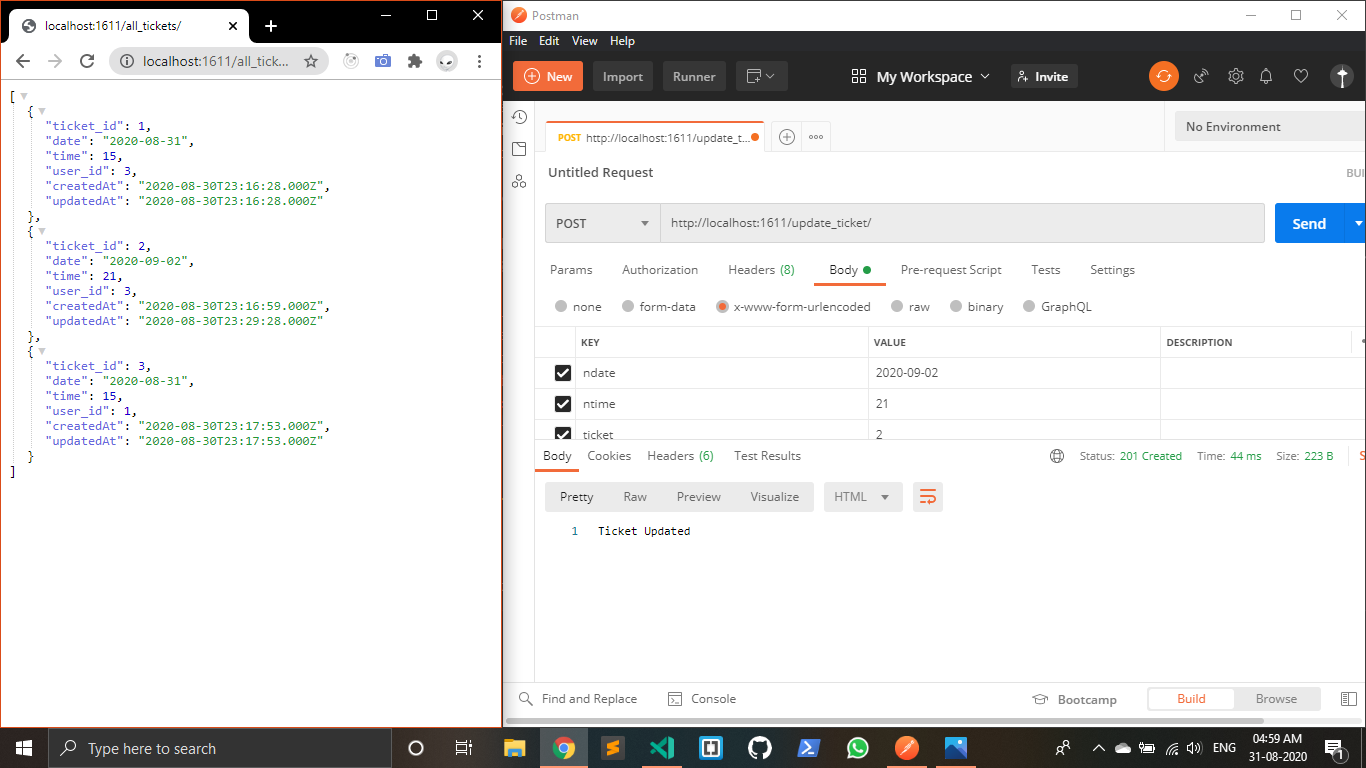 localhost:1611/all_tickets/
localhost:1611/all_tick...
[
{
"ticket_id": 1,
"date": "2020-08-31",
"time": 15,
"user_id": 3,
"createdAt": "2020-08-30T23:16:28.000Z",
"updatedAt": "2020-08-30T23:16:28.000Z"
},
{
"ticket_id": 2,
"date": "2020-09-02",
"time": 21,
"user_id": 3,
"createdAt": "2020-08-30T23:16:59.000Z",
"updatedAt": "2020-08-30T23:29:28.000Z"
},
{
"ticket_id": 3,
"date": "2020-08-31",
"time": 15,
"user_id": 1,
"createdAt": "2020-08-30T23:17:53.000Z",
"updatedAt": "2020-08-30T23:17:53.000Z"
}
]
Postman
File Edit View Help
New Import Runner My Workspace Invite
POST http://localhost:1611/update_t... No Environment
Untitled Request BUI
POST http://localhost:1611/update_ticket/ Send
Params Authorization Headers (8) Body Pre-request Script Tests Settings
none form-data x-www-form-urlencoded raw binary GraphQL
KEY VALUE DESCRIPTION
ndate 2020-09-02
ntime 21
ticket 2
Body Cookies Headers (6) Test Results Status: 201 Created Time: 44 ms Size: 223 B S
Pretty Raw Preview Visualize HTML
1 Ticket Updated
Find and Replace Console Bootcamp Build Browse
Type here to search ENG 04:59 AM
31-08-2020 1